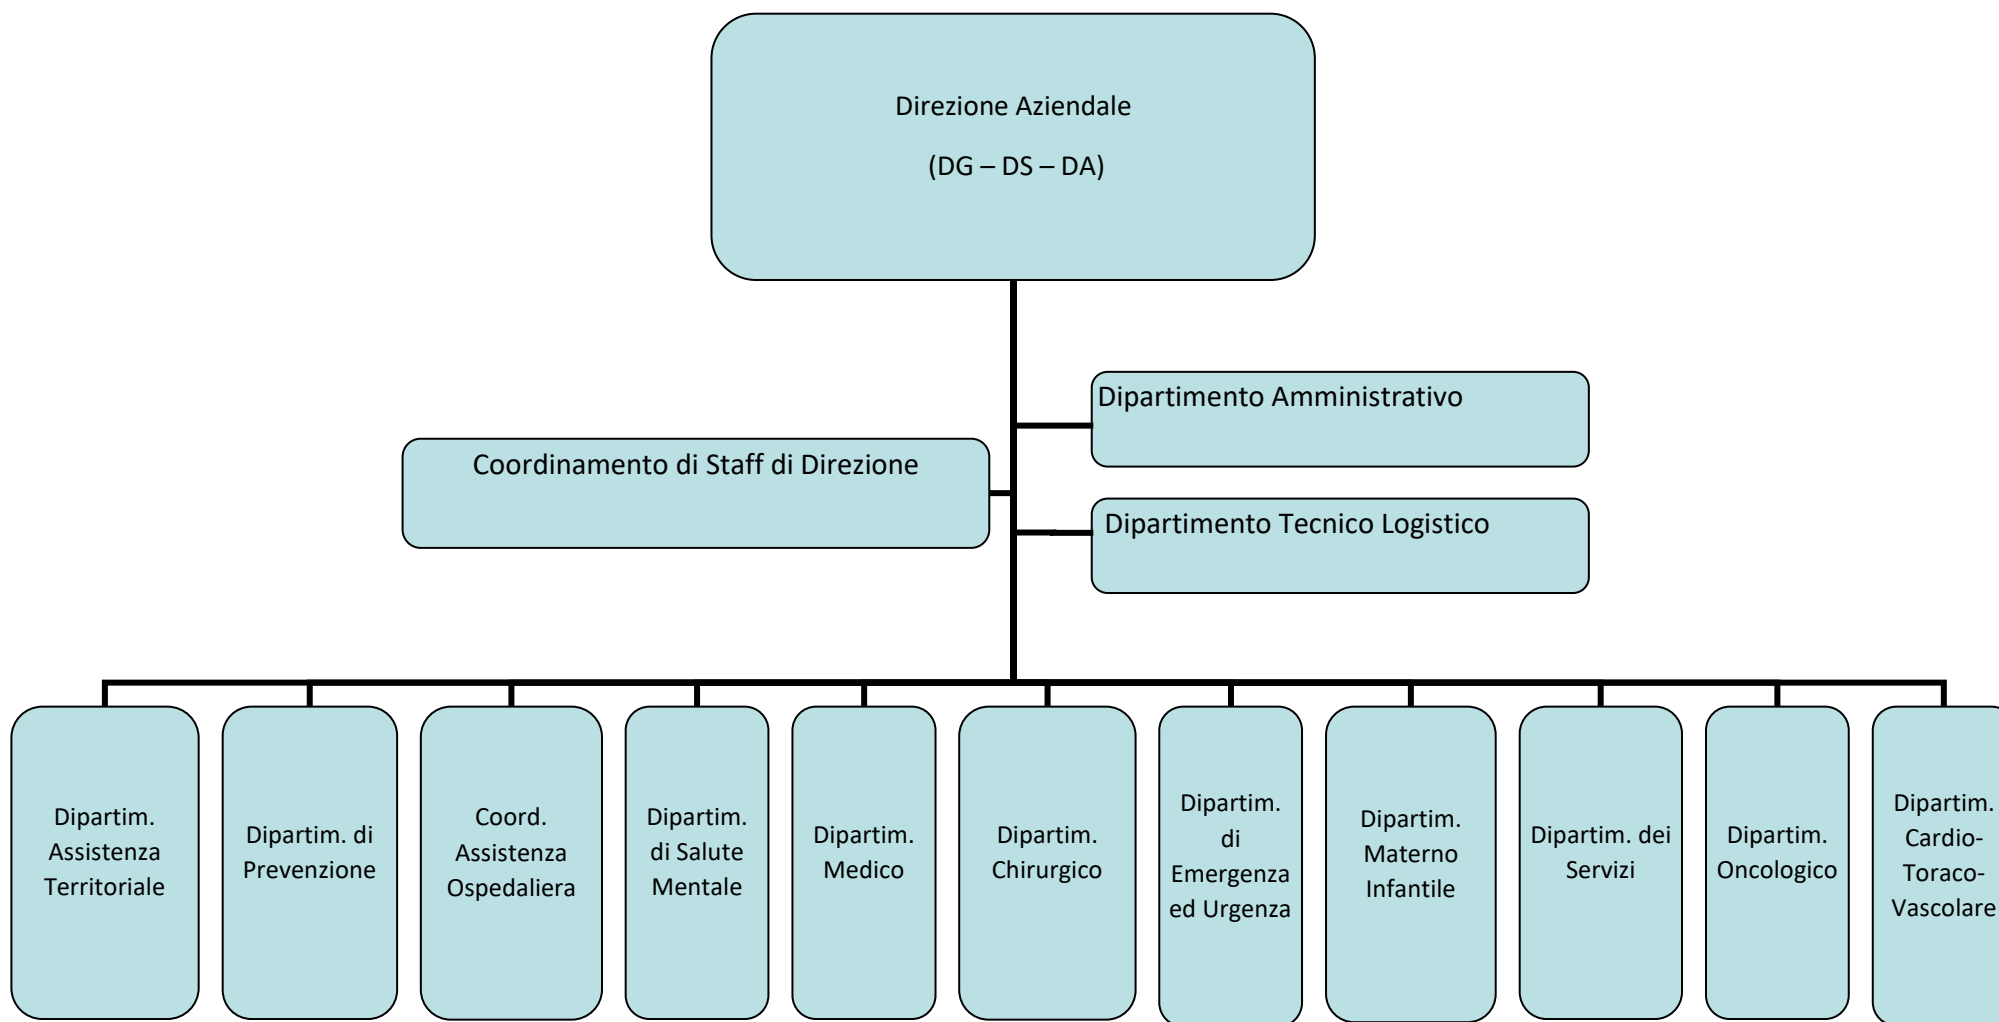 Direzione Aziendale
(DG – DS – DA)
Dipartimento Amministrativo
Coordinamento di Staff di Direzione
Dipartimento Tecnico Logistico
Dipartim.
Assistenza
Territoriale
Dipartim. di
Prevenzione
Coord.
Assistenza
Ospedaliera
Dipartim.
di Salute
Mentale
Dipartim.
Medico
Dipartim.
Chirurgico
Dipartim.
di
Emergenza
ed Urgenza
Dipartim.
Materno
Infantile
Dipartim. dei
Servizi
Dipartim.
Oncologico
Dipartim.
Cardio-
Toraco-
Vascolare